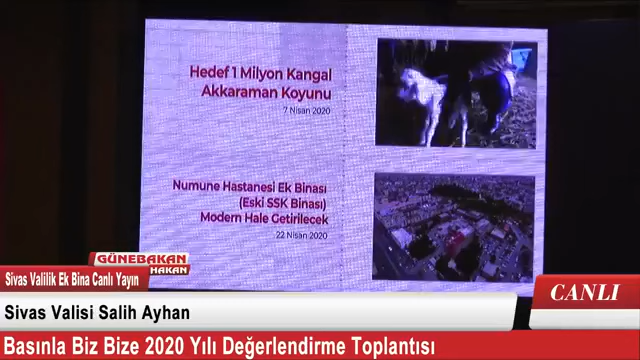 Hedef 1 Milyon Kangal
Akkaraman Koyunu
7 Nisan 2020
Numune Hastanesi Ek Binası
(Eski SSK Binası)
Modern Hale Getirilecek
22 Nisan 2020
GÜNEBAKAN
HAKAN
Sivas Valilik Ek Bina Canlı Yayın
Sivas Valisi Salih Ayhan
CANLI
Basınla Biz Bize 2020 Yılı Değerlendirme Toplantısı